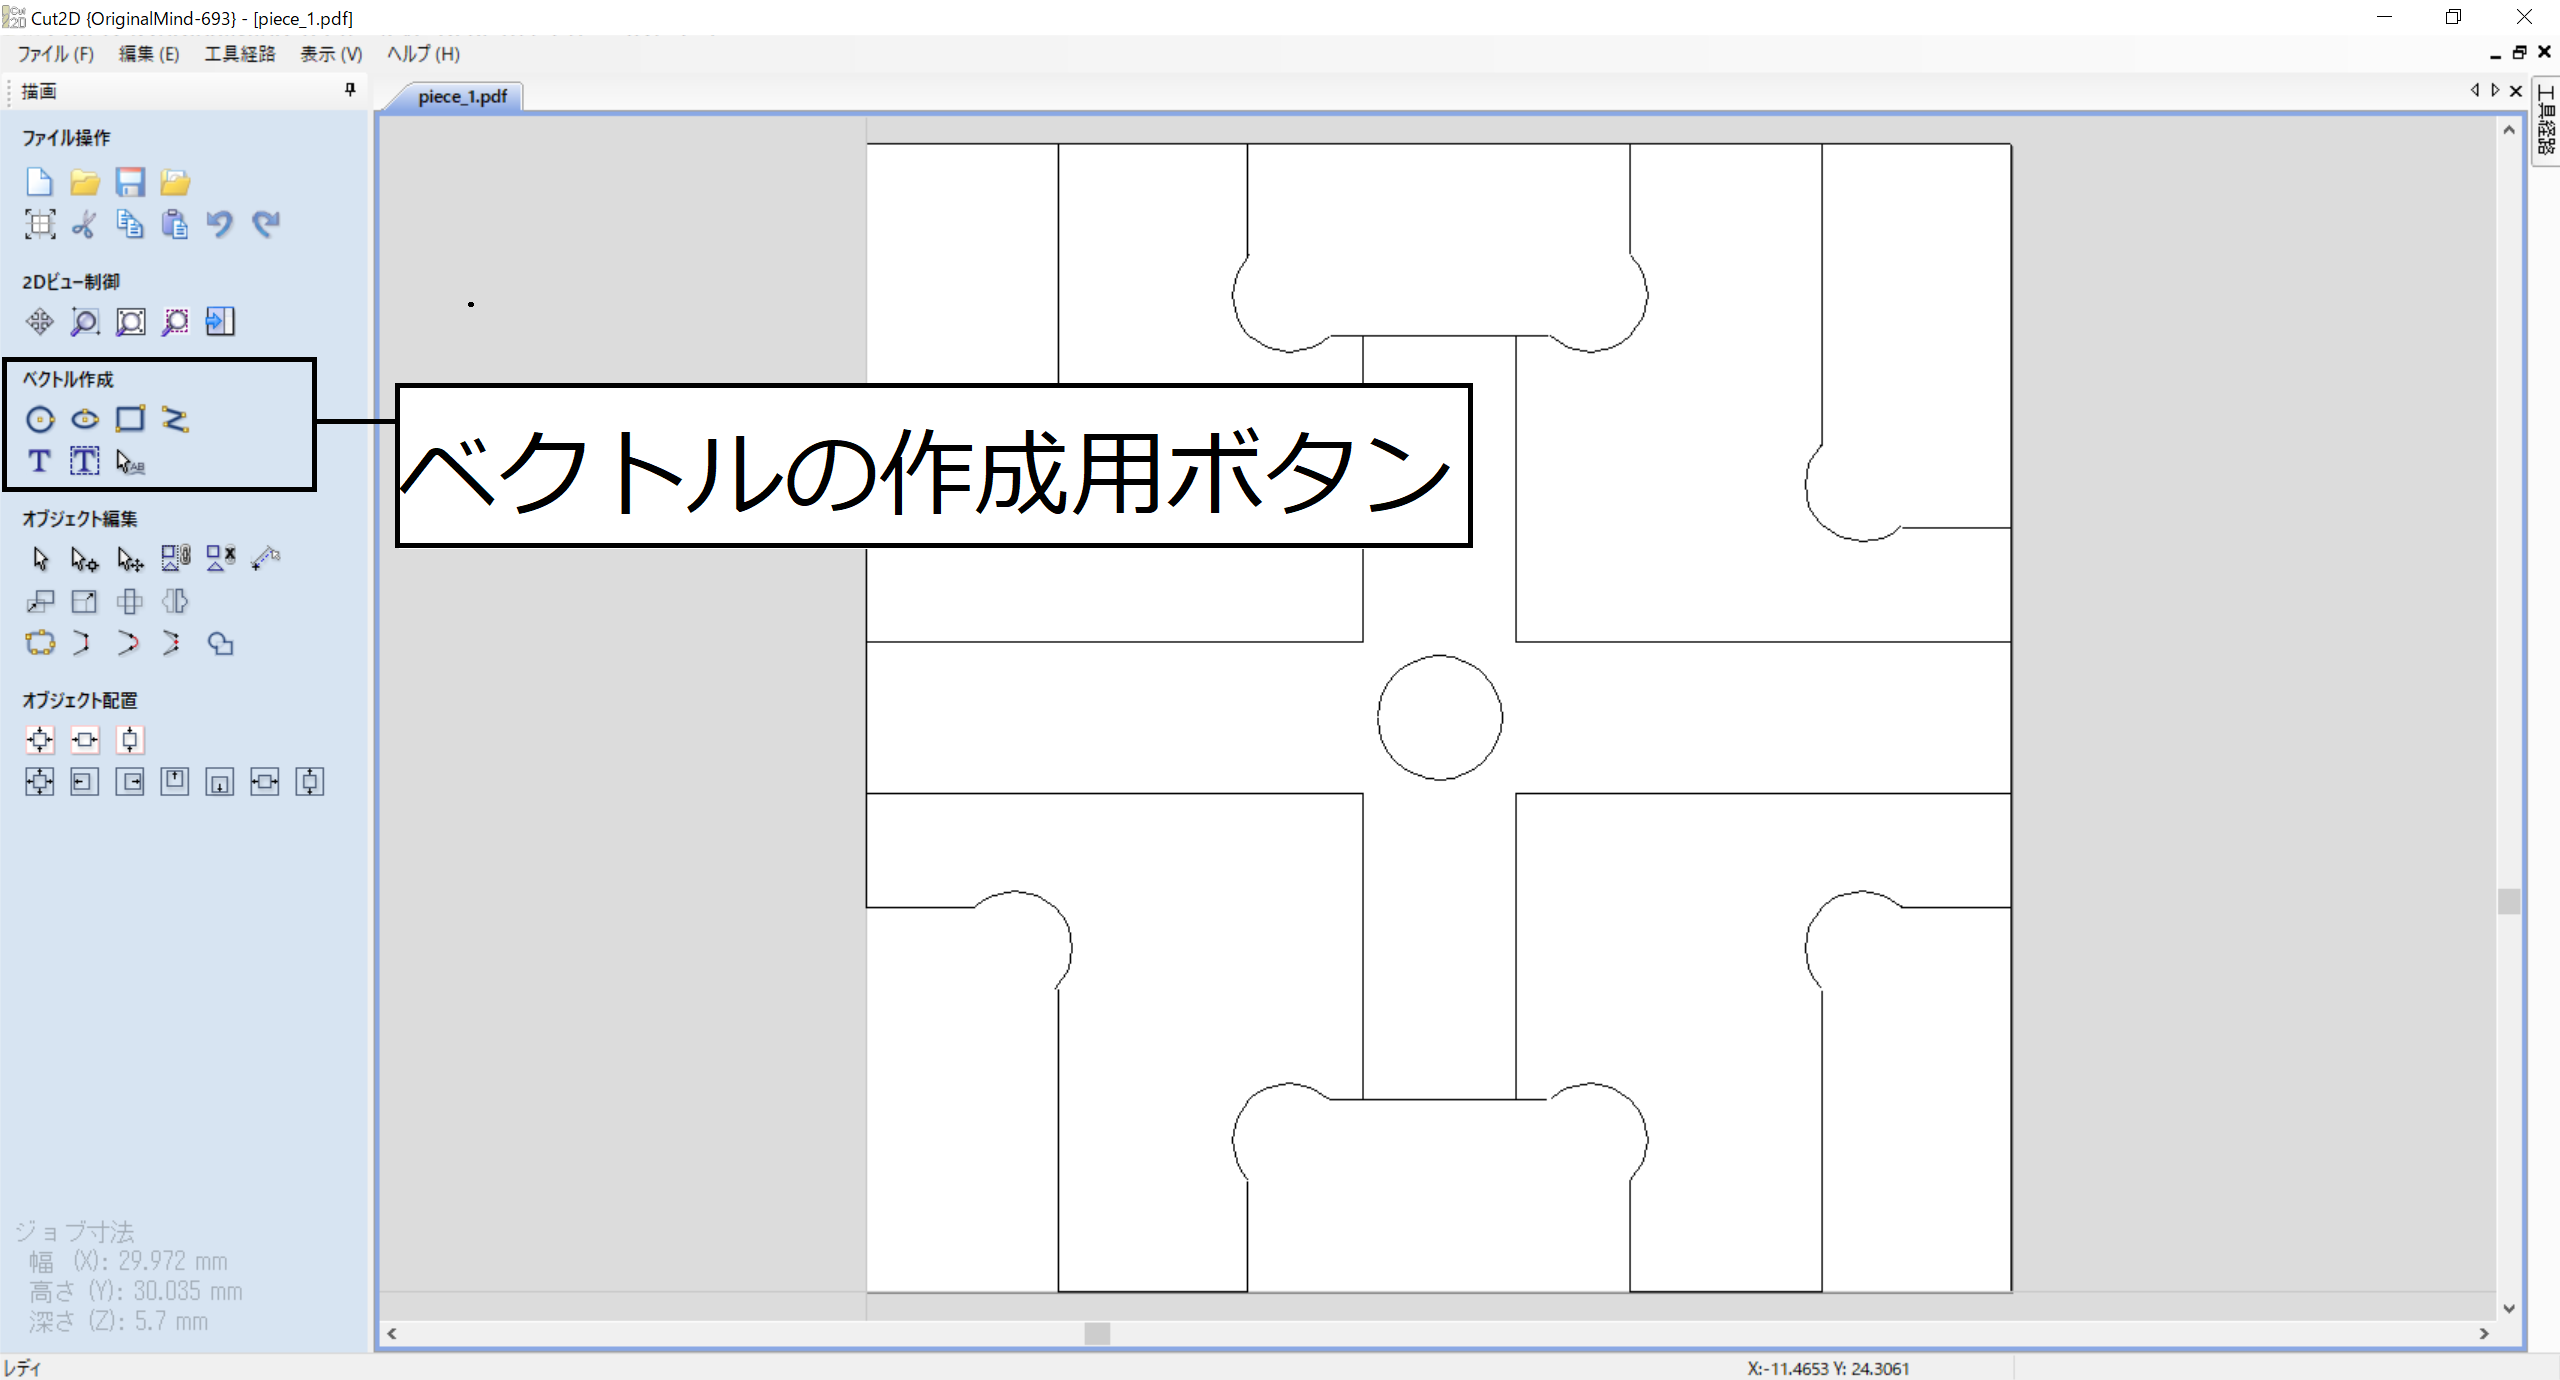 Cut2D {OriginalMind-693} - [piece_1.pdf]
ファイル (F) 編集 (E) 工具経路 表示 (V) ヘルプ (H)
描画
piece_1.pdf
工具経路
ファイル操作
2Dビュー制御
ベクトル作成
ベクトルの作成用ボタン
オブジェクト編集
オブジェクト配置
ジョブ寸法
幅 (X): 29.972 mm
高さ (Y): 30.035 mm
深さ (Z): 5.7 mm
レディ
X:-11.4653 Y: 24.3061